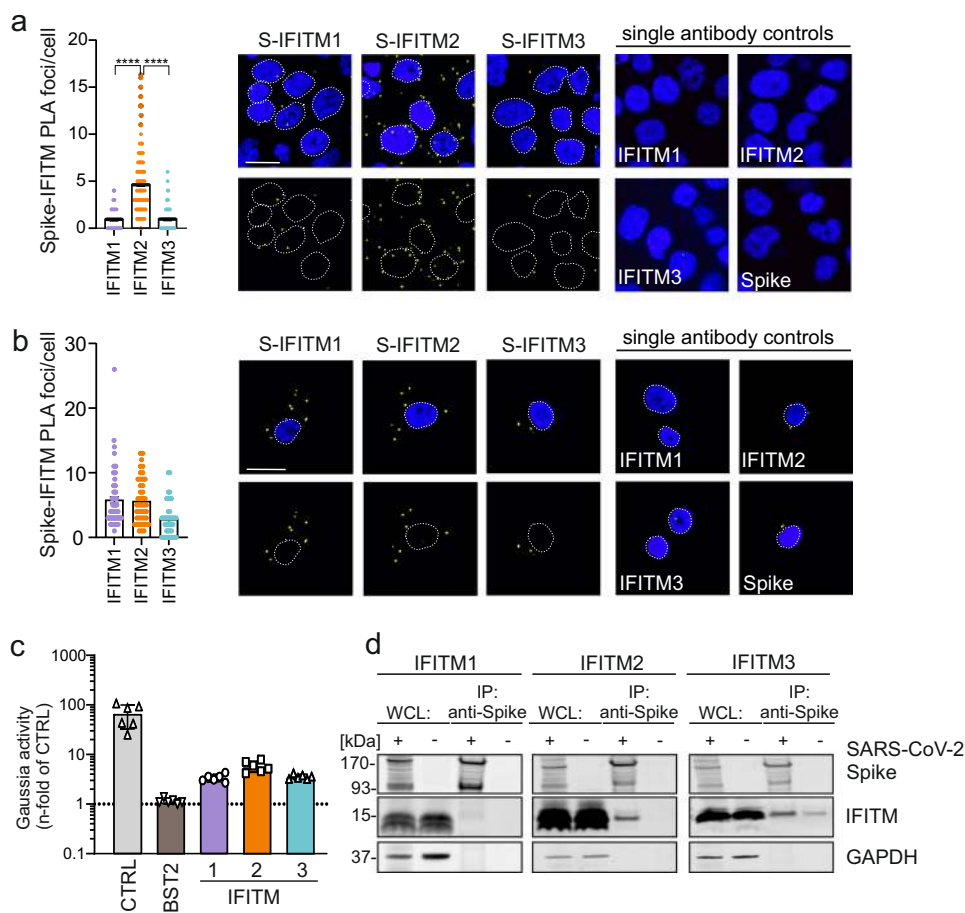 a
Spike-IFITM PLA foci/cell
20
15
10
5
0
**** ****
IFITM1
IFITM2
IFITM3
S-IFITM1 S-IFITM2 S-IFITM3 single antibody controls
IFITM1 IFITM2
IFITM3 Spike
b
Spike-IFITM PLA foci/cell
30
20
10
0
IFITM1
IFITM2
IFITM3
S-IFITM1 S-IFITM2 S-IFITM3 single antibody controls
IFITM1 IFITM2
IFITM3 Spike
c
Gaussia activity
(n-fold of CTRL)
1000
100
10
1
0.1
CTRL
BST2
1 2 3
IFITM
d
IFITM1 IFITM2 IFITM3
WCL: IP: anti-Spike WCL: IP: anti-Spike WCL: IP: anti-Spike
[kDa] + - + - + - + - + - + -
170-
93-
SARS-CoV-2
Spike
15- IFITM
37- GAPDH